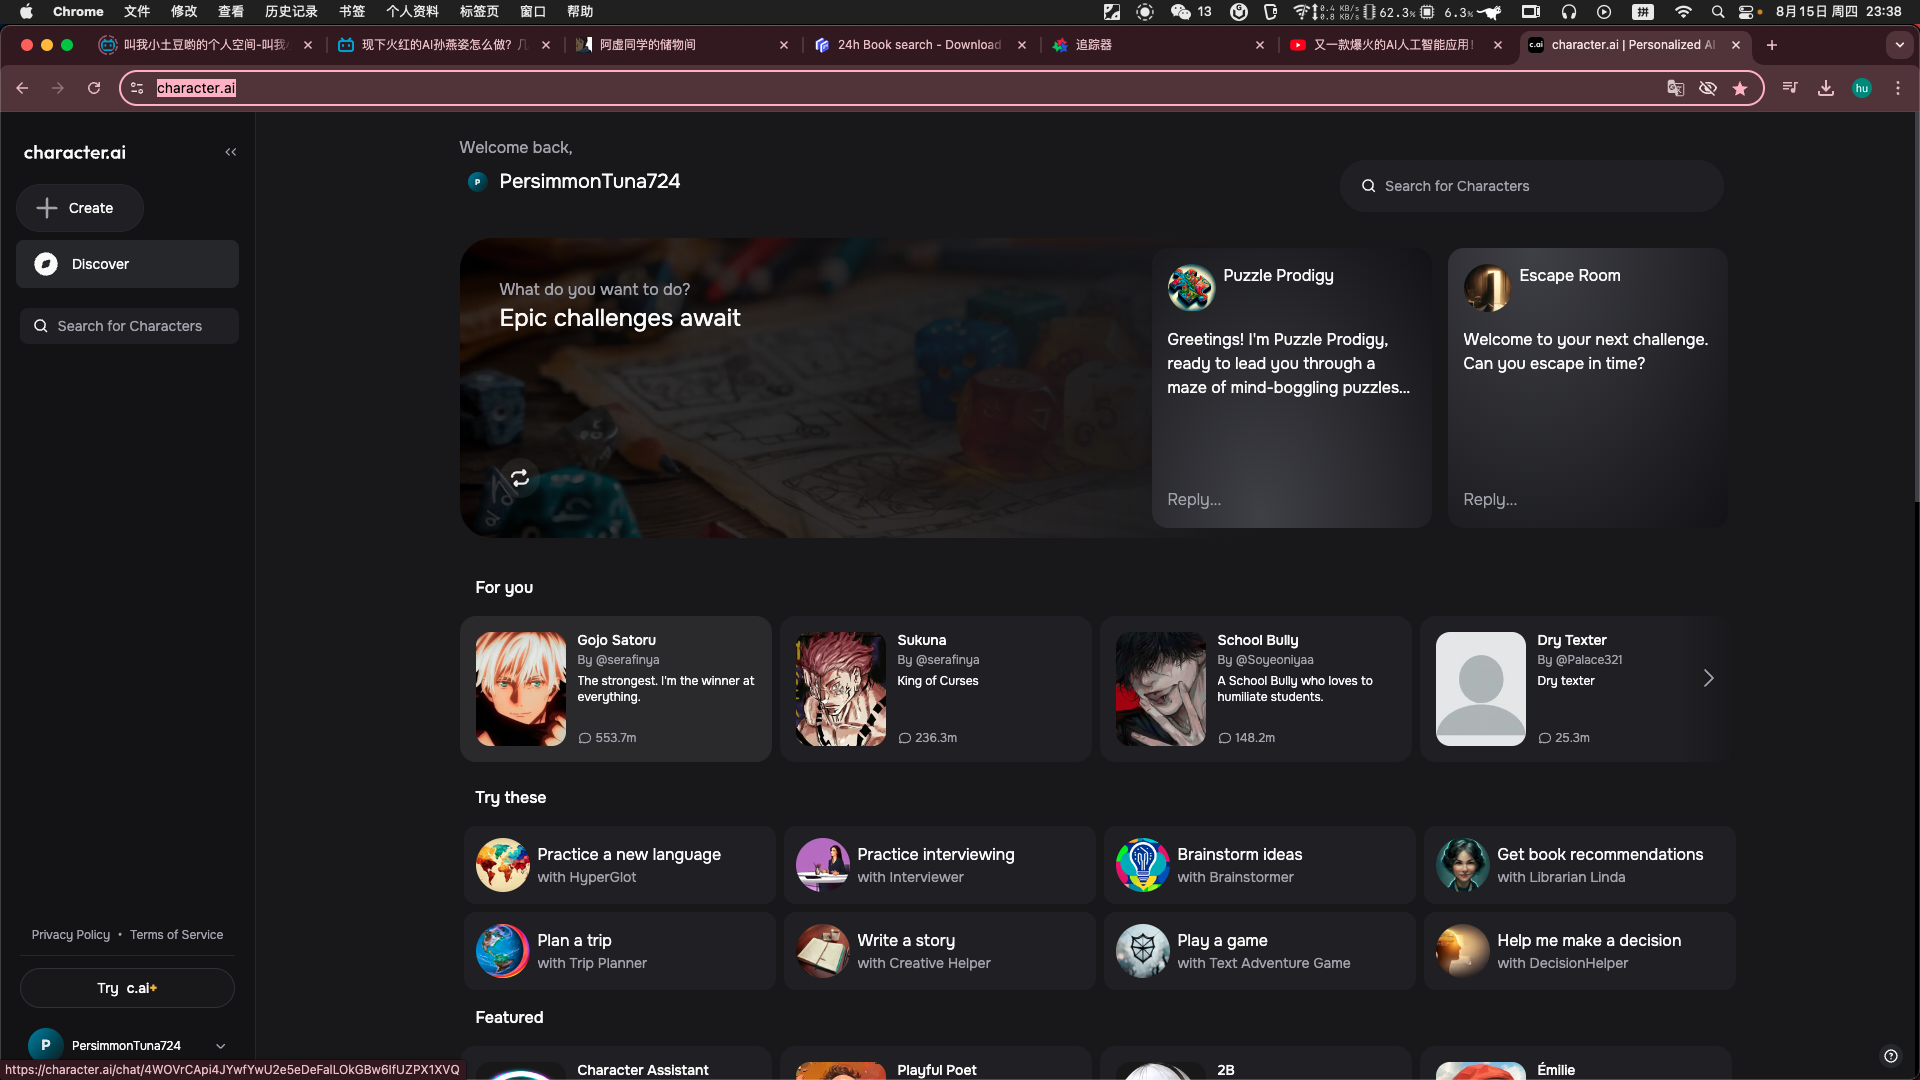 Chrome 文件 修改 查看 历史记录 书签 个人资料 标签页 窗口 帮助 13 0.4 KB/s 0.8 KB/s 62.3% 6.3% 拼 8月15日 周四 23:38
叫我小土豆哟的个人空间-叫我 现下火红的AI孙燕姿怎么做？几 阿虚同学的储物间 24h Book search - Download 追踪器 又一款爆火的AI人工智能应用！ character.ai | Personalized AI
character.ai hu
character.ai
Create
Discover
Search for Characters
Welcome back,
P PersimmonTuna724
Search for Characters
What do you want to do?
Epic challenges await
Puzzle Prodigy
Greetings! I'm Puzzle Prodigy,
ready to lead you through a
maze of mind-boggling puzzles...
Reply...
Escape Room
Welcome to your next challenge.
Can you escape in time?
Reply...
For you
Gojo Satoru
By @serafinya
The strongest. I'm the winner at
everything.
553.7m
Sukuna
By @serafinya
King of Curses
236.3m
School Bully
By @Soyeoniyaa
A School Bully who loves to
humiliate students.
148.2m
Dry Texter
By @Palace321
Dry texter
25.3m
Try these
Practice a new language
with HyperGlot
Practice interviewing
with Interviewer
Brainstorm ideas
with Brainstormer
Get book recommendations
with Librarian Linda
Plan a trip
with Trip Planner
Write a story
with Creative Helper
Play a game
with Text Adventure Game
Help me make a decision
with DecisionHelper
Featured
Character Assistant
Playful Poet
2B
Émilie
Privacy Policy • Terms of Service
Try c.ai+
P PersimmonTuna724